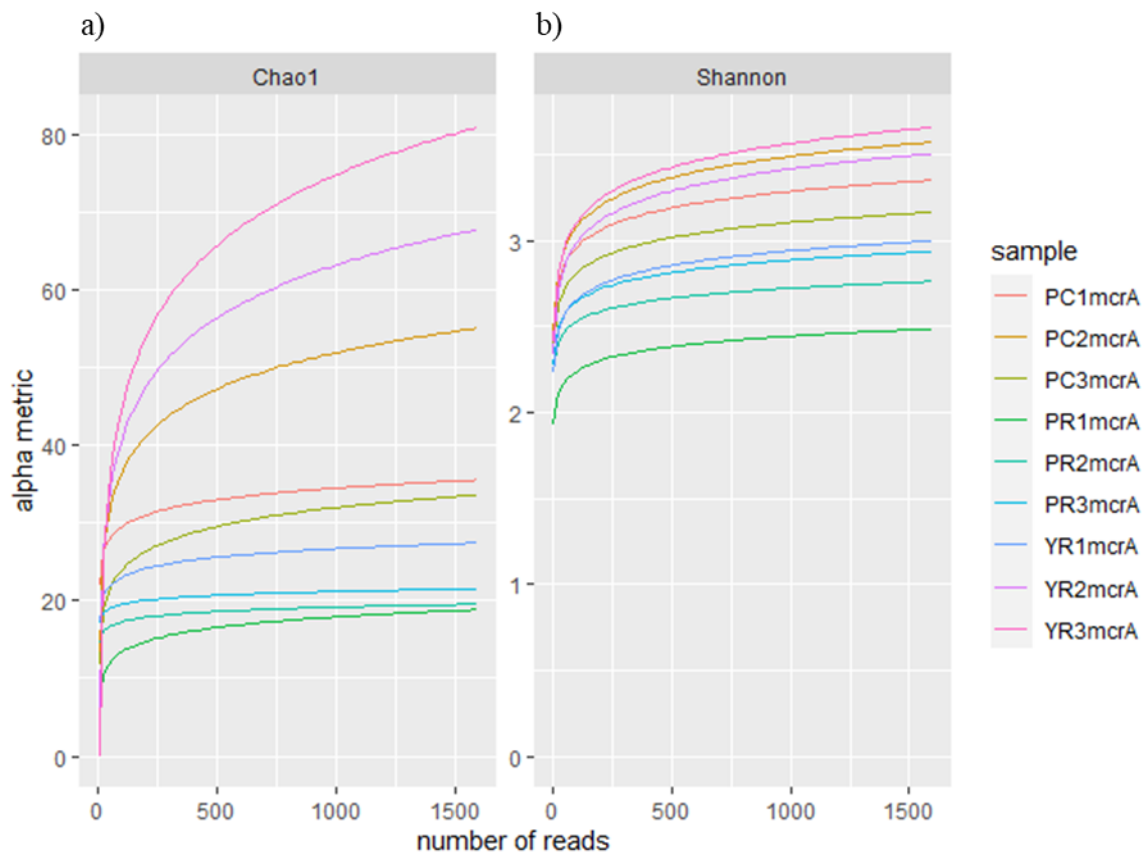 a)
b)
Chao1
Shannon
alpha metric
80
60
40
20
0
3
2
1
0
0
500
1000
1500
0
500
1000
1500
number of reads
sample
PC1mcrA
PC2mcrA
PC3mcrA
PR1mcrA
PR2mcrA
PR3mcrA
YR1mcrA
YR2mcrA
YR3mcrA